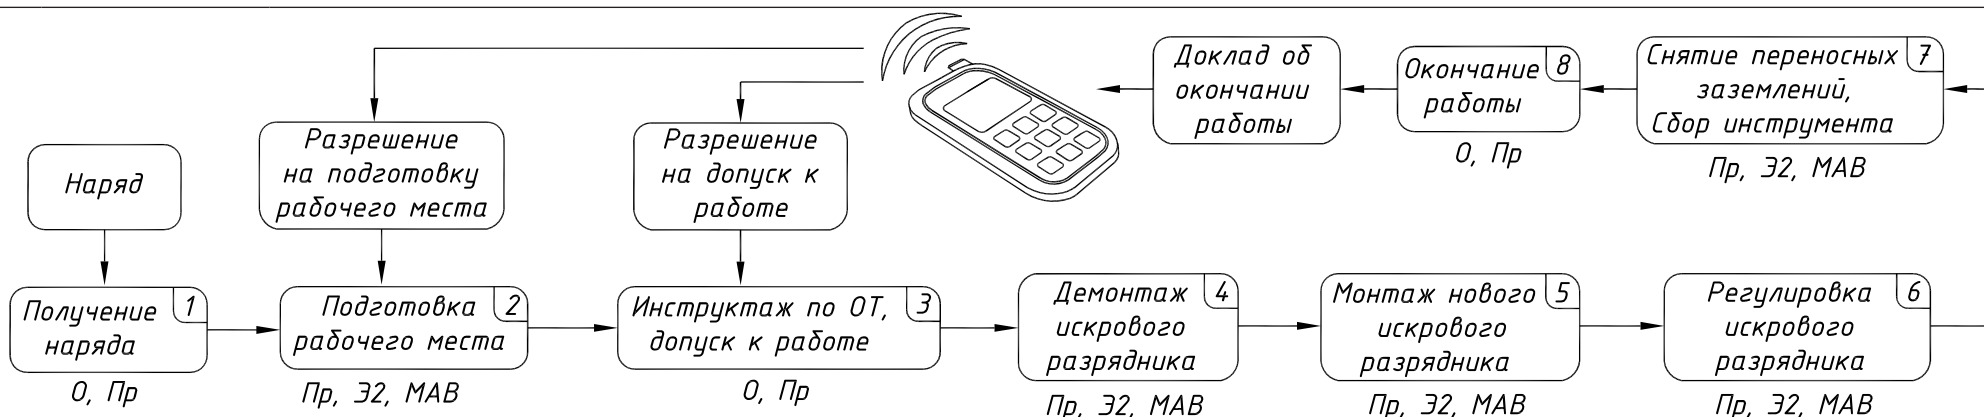 Наряд
Разрешение
на подготовку
рабочего места
Разрешение
на допуск к
работе
Доклад об
окончании
работы
Окончание
работы
8
О, Пр
Снятие переносных
заземлений,
Сбор инструмента
7
Пр, Э2, МАВ
Получение
наряда
1
О, Пр
Подготовка
рабочего места
2
Пр, Э2, МАВ
Инструктаж по ОТ,
допуск к работе
3
О, Пр
Демонтаж
искрового
разрядника
4
Пр, Э2, МАВ
Монтаж нового
искрового
разрядника
5
Пр, Э2, МАВ
Регулировка
искрового
разрядника
6
Пр, Э2, МАВ